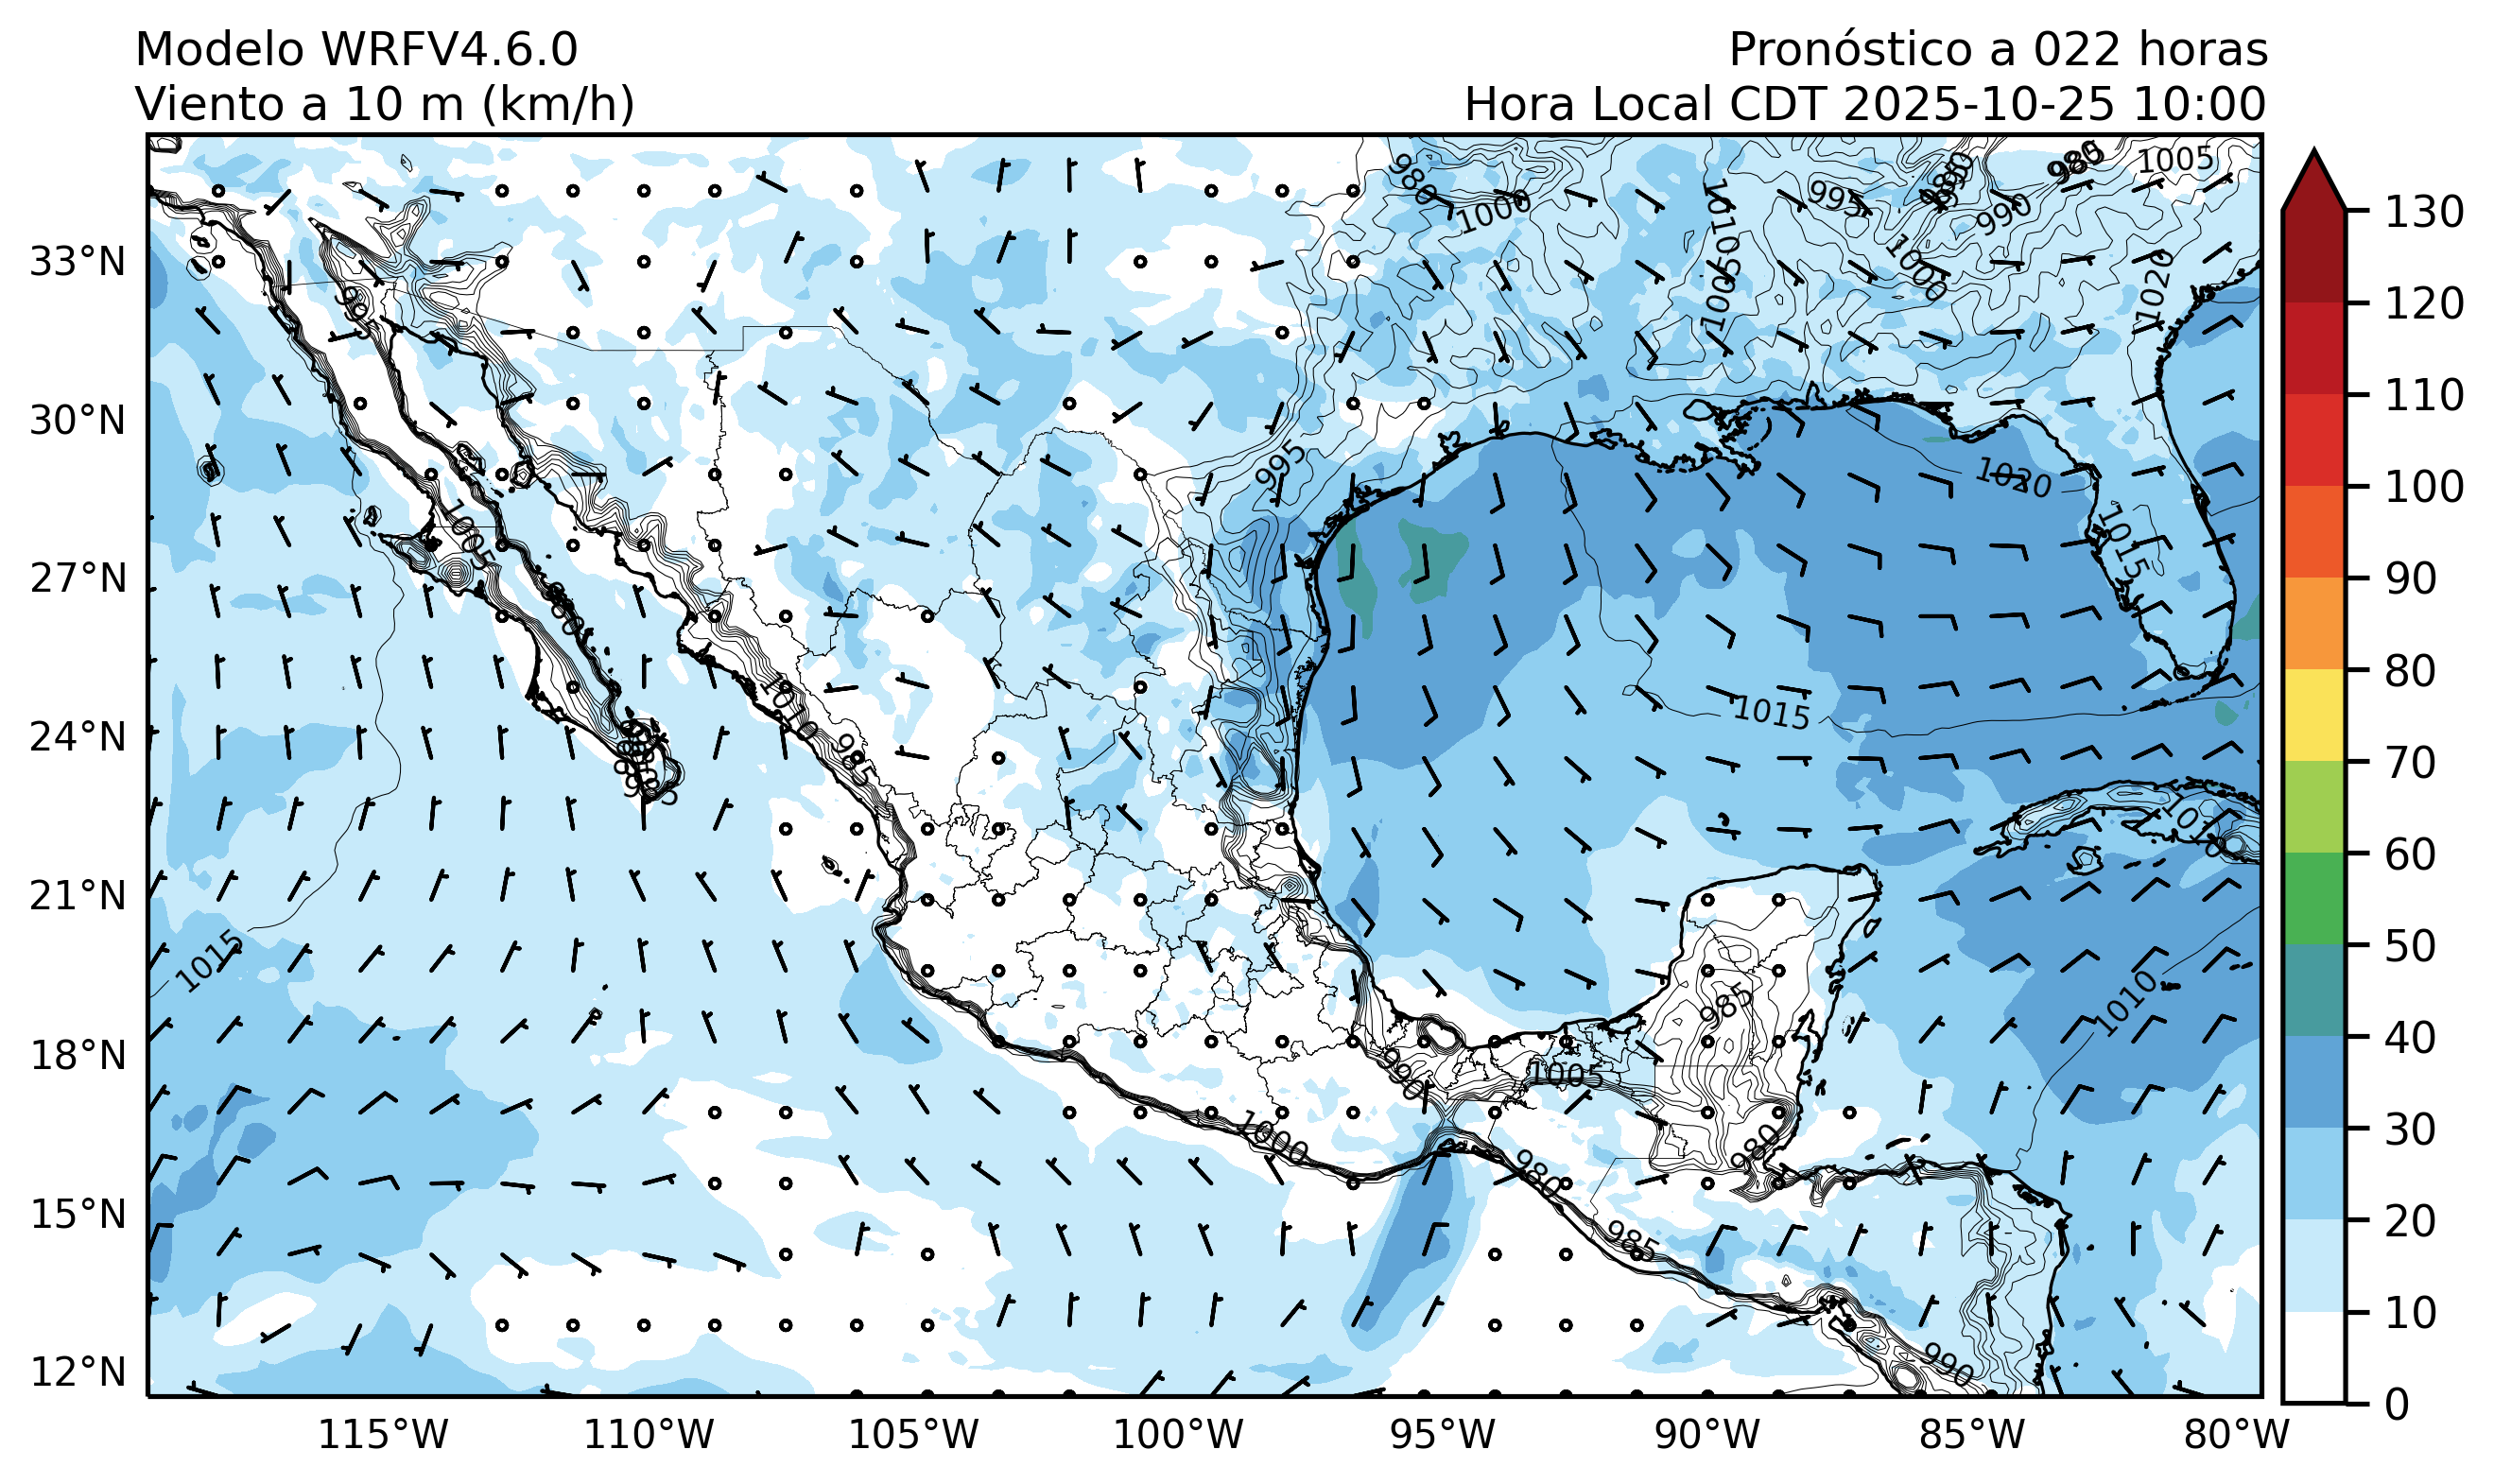 Modelo WRFV4.6.0
Viento a 10 m (km/h)
Pronóstico a 022 horas
Hora Local CDT 2025-10-25 10:00
33°N
30°N
27°N
24°N
21°N
18°N
15°N
12°N
115°W
110°W
105°W
100°W
95°W
90°W
85°W
80°W
130
120
110
100
90
80
70
60
50
40
30
20
10
0
980
1000
1010
1005
995
990
1000
1005
1020
995
1020
1015
1005
1015
1010
985
1015
1010
985
990
1005
980
1000
980
985
990